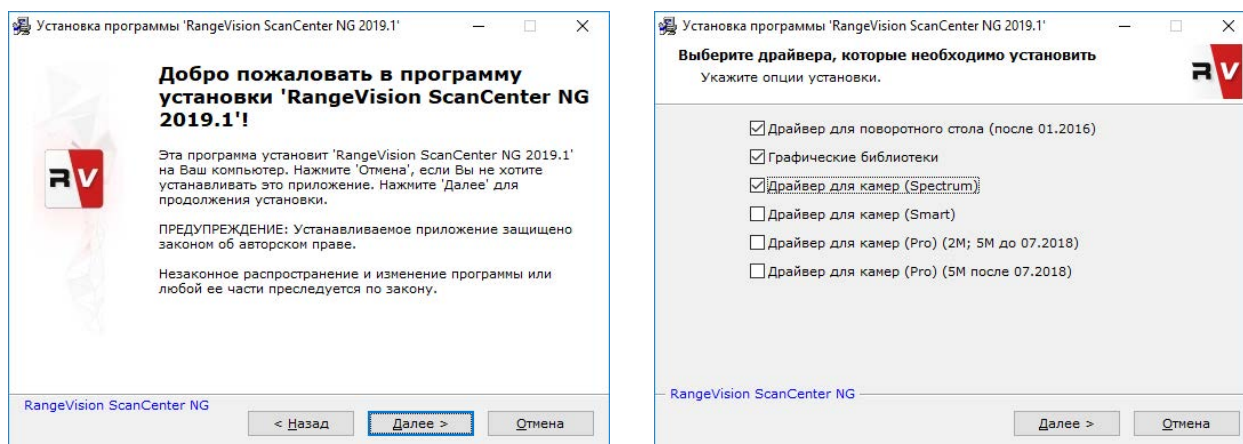 Установка программы 'RangeVision ScanCenter NG 2019.1'
Добро пожаловать в программу
установки 'RangeVision ScanCenter NG
2019.1'!
RV
Эта программа установит 'RangeVision ScanCenter NG 2019.1'
на Ваш компьютер. Нажмите 'Отмена', если Вы не хотите
устанавливать это приложение. Нажмите 'Далее' для
продолжения установки.
ПРЕДУПРЕЖДЕНИЕ: Устанавливаемое приложение защищено
законом об авторском праве.
Незаконное распространение и изменение программы или
любой ее части преследуется по закону.
RangeVision ScanCenter NG
< Назад Далее > Отмена
Установка программы 'RangeVision ScanCenter NG 2019.1'
Выберите драйвера, которые необходимо установить
Укажите опции установки.
RV
Драйвер для поворотного стола (после 01.2016)
Графические библиотеки
Драйвер для камер (Spectrum)
Драйвер для камер (Smart)
Драйвер для камер (Pro) (2M; 5M до 07.2018)
Драйвер для камер (Pro) (5M после 07.2018)
RangeVision ScanCenter NG
Далее > Отмена